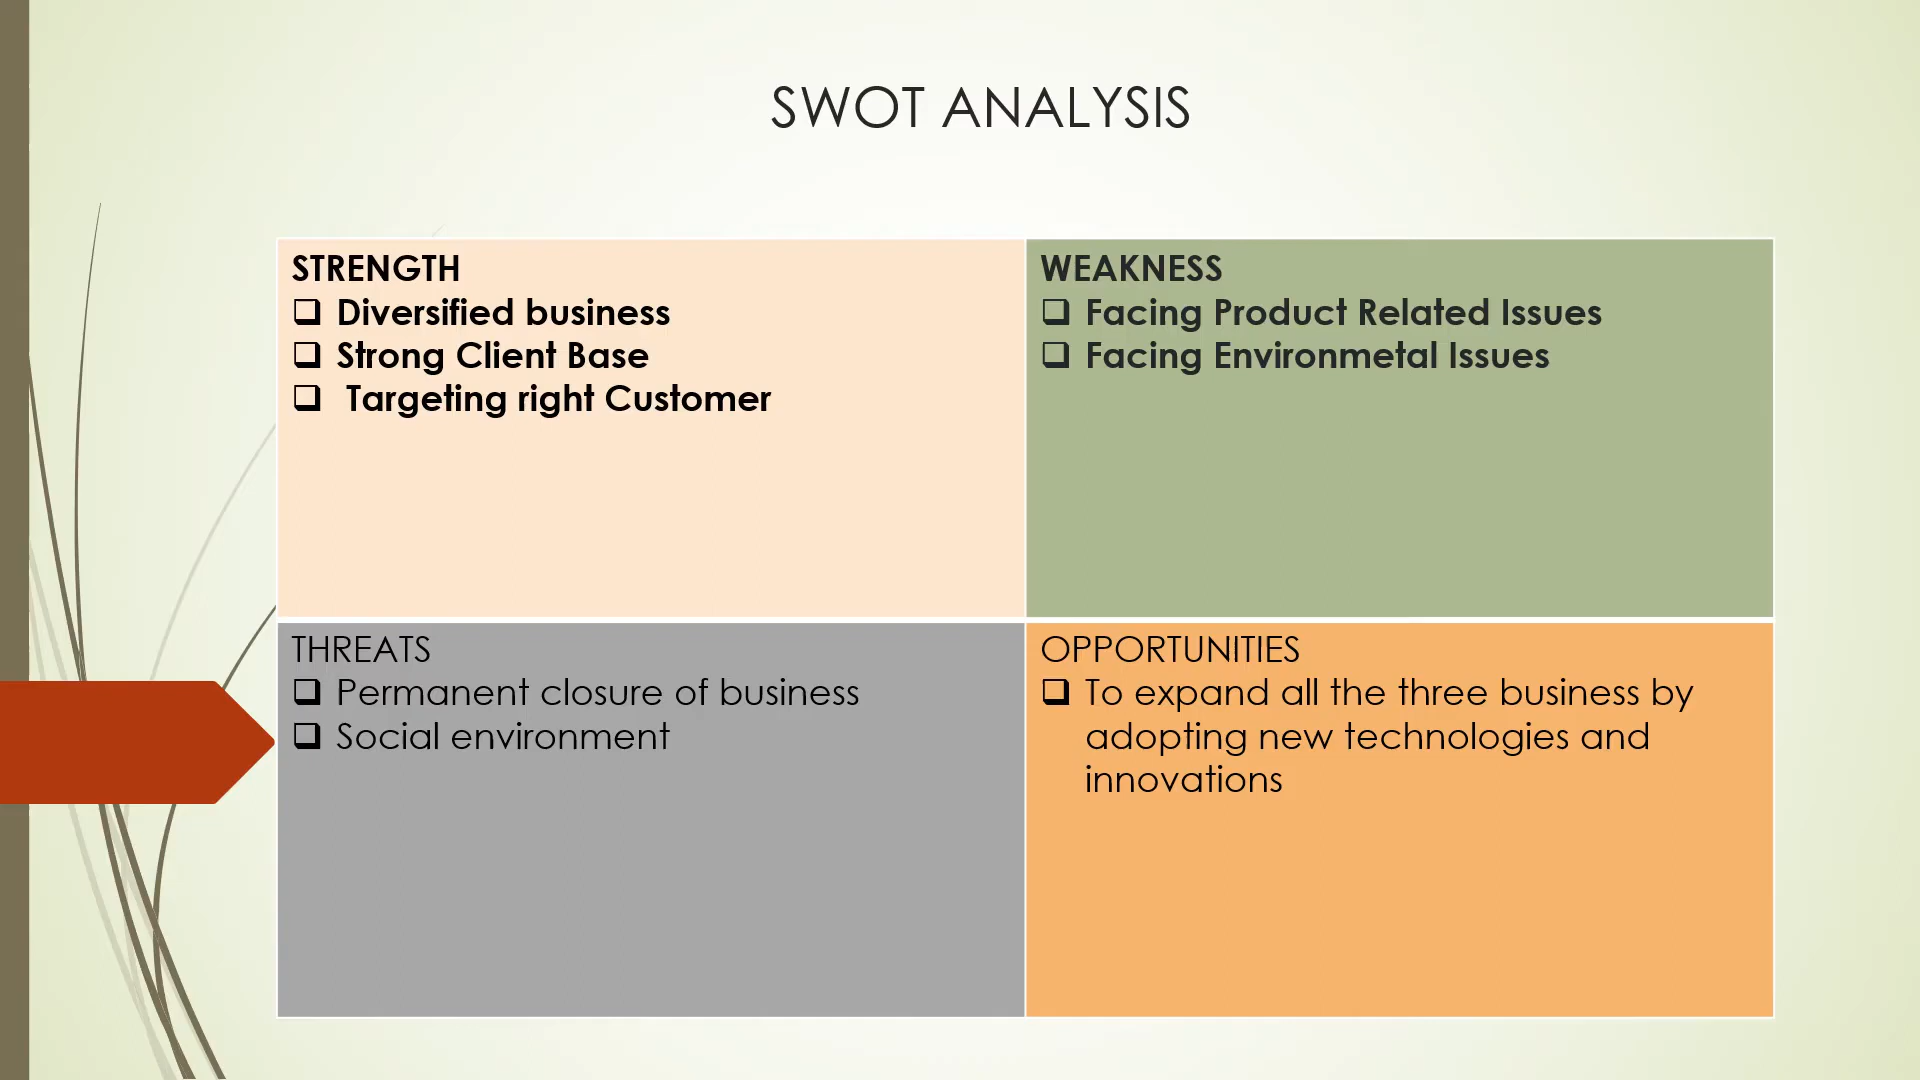 SWOT ANALYSIS
STRENGTH
❑ Diversified business
❑ Strong Client Base
❑ Targeting right Customer
WEAKNESS
❑ Facing Product Related Issues
❑ Facing Environmetal Issues
THREATS
❑ Permanent closure of business
❑ Social environment
OPPORTUNITIES
❑ To expand all the three business by
adopting new technologies and
innovations